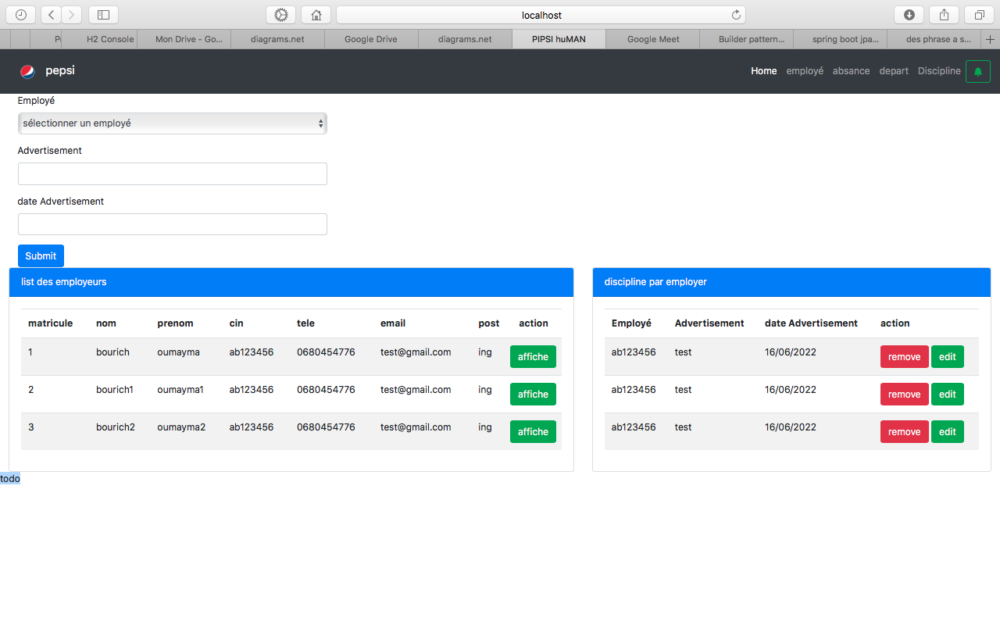 localhost
H2 Console
Mon Drive - Go...
diagrams.net
Google Drive
diagrams.net
PIPSI huMAN
Google Meet
Builder pattern...
spring boot jpa...
des phrase a s...
pepsi
Home employé absance depart Discipline
Employé
sélectionner un employé
Advertisement
date Advertisement
Submit
list des employeurs
matricule nom prenom cin tele email post action
1 bourich oumayma ab123456 0680454776 test@gmail.com ing affiche
2 bourich1 oumayma1 ab123456 0680454776 test@gmail.com ing affiche
3 bourich2 oumayma2 ab123456 0680454776 test@gmail.com ing affiche
discipline par employer
Employé Advertisement date Advertisement action
ab123456 test 16/06/2022 remove edit
ab123456 test 16/06/2022 remove edit
ab123456 test 16/06/2022 remove edit
todo